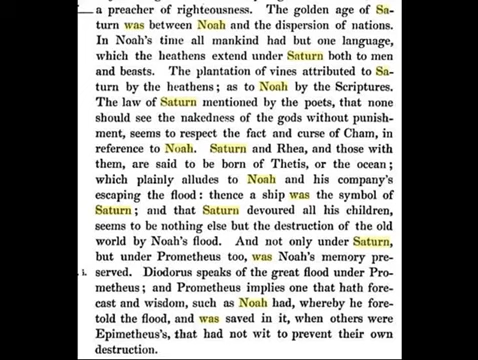 a preacher of righteousness. The golden age of Sa-
turn was between Noah and the dispersion of nations.
In Noah's time all mankind had but one language,
which the heathens extend under Saturn both to men
and beasts. The plantation of vines attributed to Sa-
turn by the heathens; as to Noah by the Scriptures.
The law of Saturn mentioned by the poets, that none
should see the nakedness of the gods without punish-
ment, seems to respect the fact and curse of Cham, in
reference to Noah. Saturn and Rhea, and those with
them, are said to be born of Thetis, or the ocean;
which plainly alludes to Noah and his company's
escaping the flood: thence a ship was the symbol of
Saturn; and that Saturn devoured all his children,
seems to be nothing else but the destruction of the old
world by Noah's flood. And not only under Saturn,
but under Prometheus too, was Noah's memory pre-
served. Diodorus speaks of the great flood under Pro-
metheus; and Prometheus implies one that hath fore-
cast and wisdom, such as Noah had, whereby he fore-
told the flood, and was saved in it, when others were
Epimetheus's, that had not wit to prevent their own
destruction.